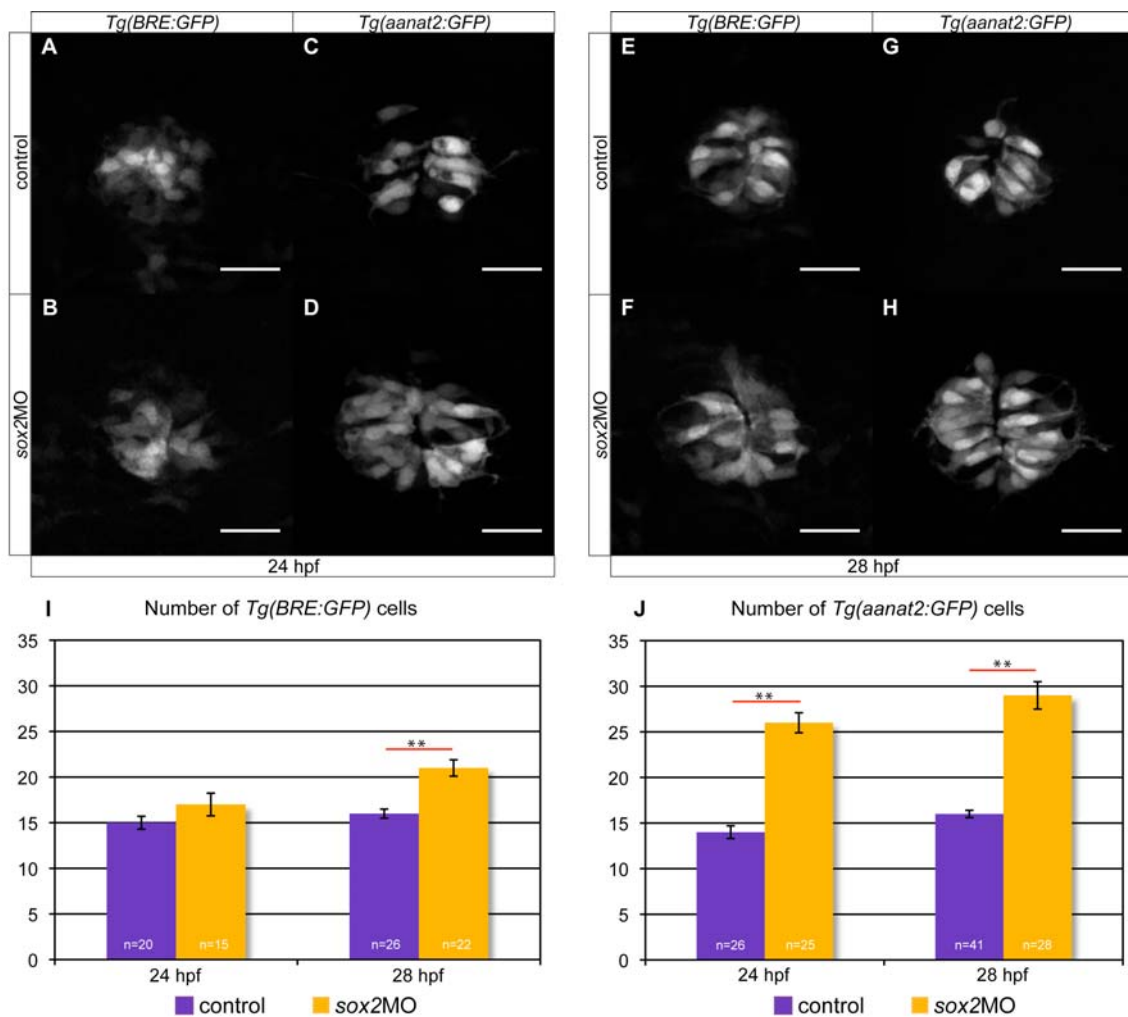 Tg(BRE:GFP) Tg(aanat2:GFP) Tg(BRE:GFP) Tg(aanat2:GFP)
A C E G
control control
B D F H
sox2MO sox2MO
24 hpf 28 hpf
I Number of Tg(BRE:GFP) cells
35
30
25
20
15
10
5
0
**
n=20 n=15 n=26 n=22
24 hpf 28 hpf
control sox2MO
J Number of Tg(aanat2:GFP) cells
35
30
25
20
15
10
5
0
** **
n=26 n=25 n=41 n=28
24 hpf 28 hpf
control sox2MO